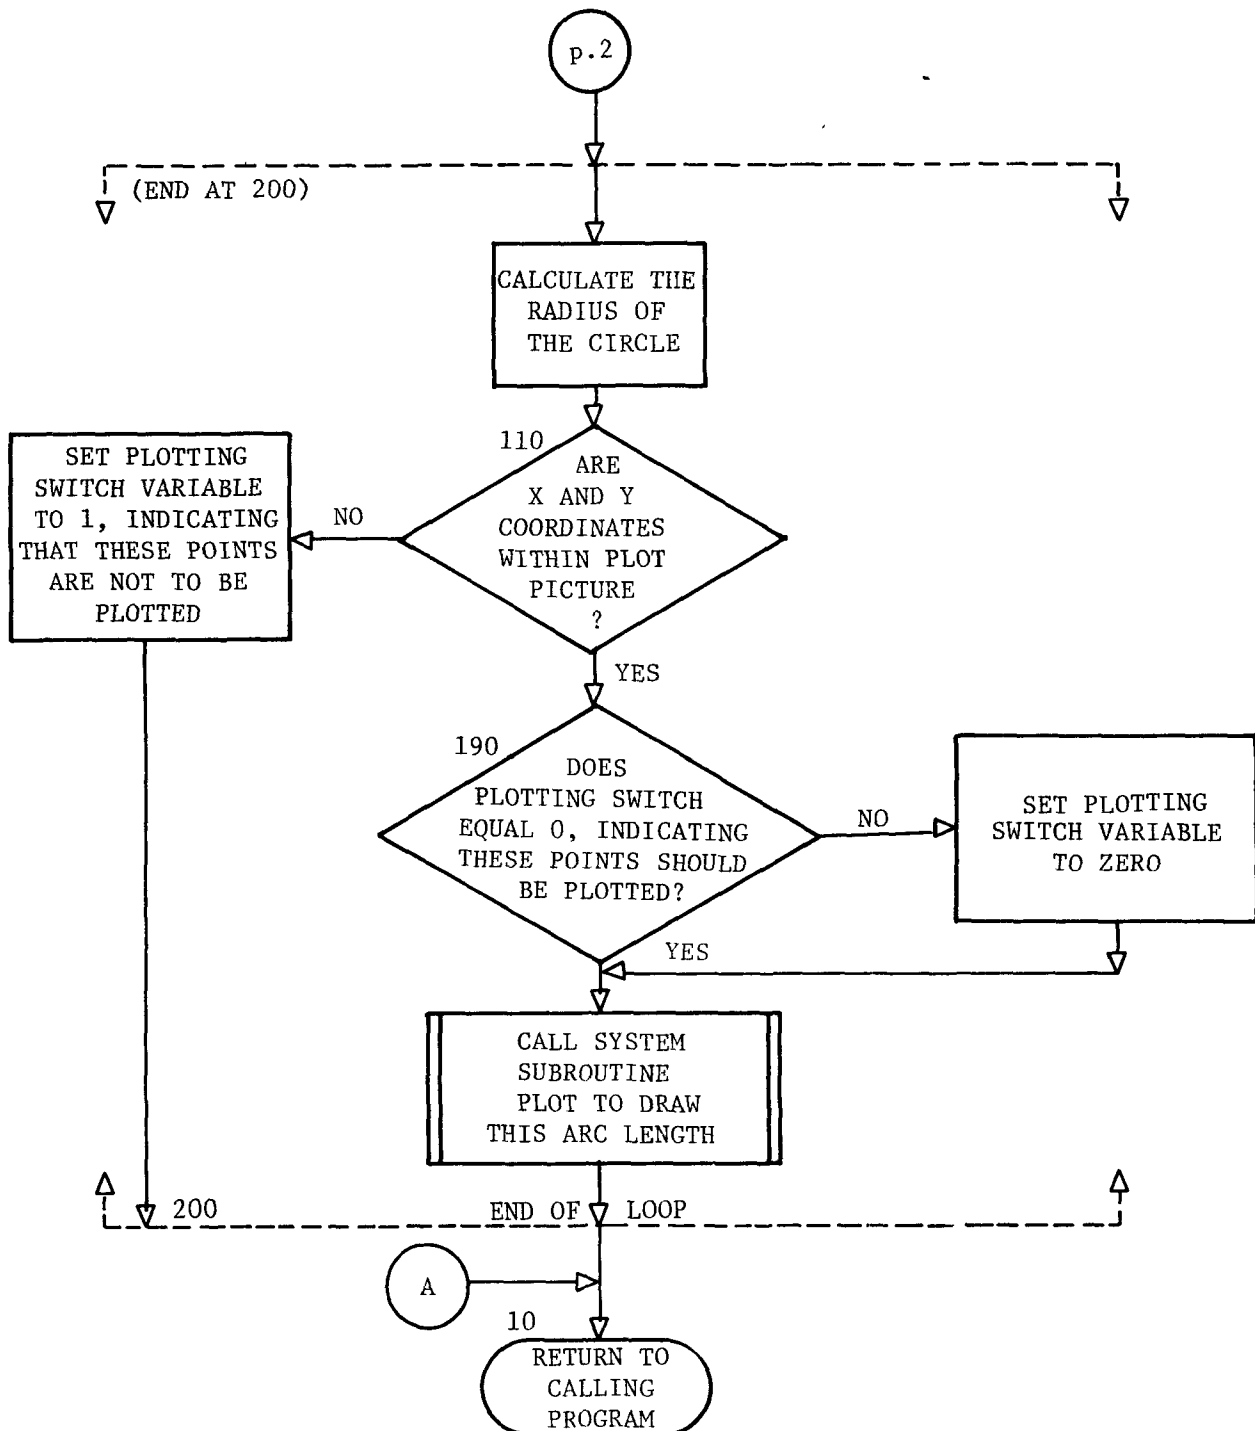 p.2
(END AT 200)
CALCULATE THE
RADIUS OF
THE CIRCLE
110
ARE
X AND Y
COORDINATES
WITHIN PLOT
PICTURE
?
NO
SET PLOTTING
SWITCH VARIABLE
TO 1, INDICATING
THAT THESE POINTS
ARE NOT TO BE
PLOTTED
YES
190
DOES
PLOTTING SWITCH
EQUAL 0, INDICATING
THESE POINTS SHOULD
BE PLOTTED?
NO
SET PLOTTING
SWITCH VARIABLE
TO ZERO
YES
CALL SYSTEM
SUBROUTINE
PLOT TO DRAW
THIS ARC LENGTH
200
END OF LOOP
A
10
RETURN TO
CALLING
PROGRAM